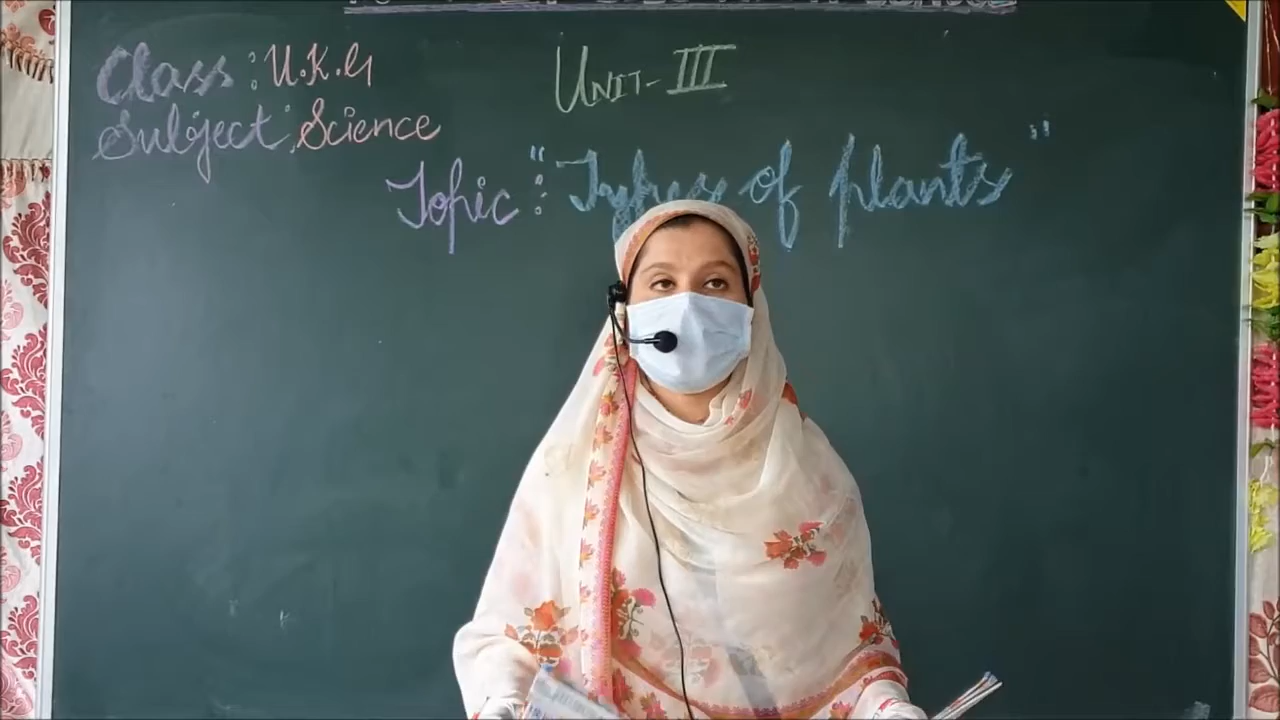 Class : U.K.G
UNIT-III
Subject : Science
Topic : "Types of plants"